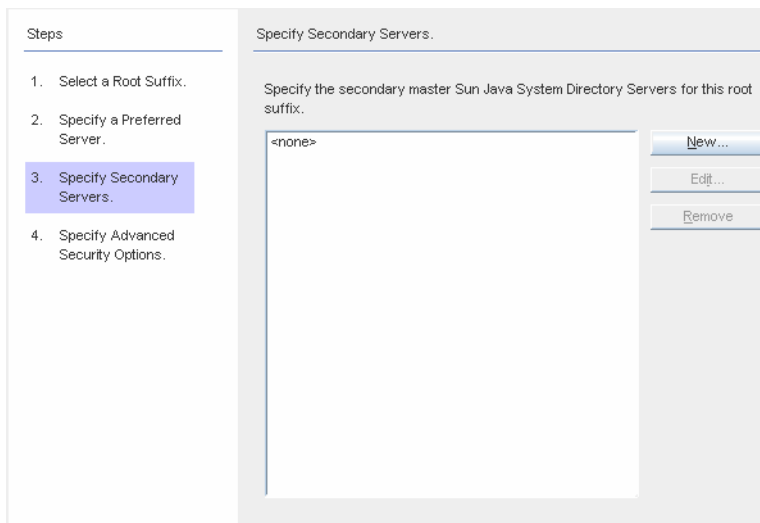 Steps
1. Select a Root Suffix.
2. Specify a Preferred
Server.
3. Specify Secondary
Servers.
4. Specify Advanced
Security Options.
Specify Secondary Servers.
Specify the secondary master Sun Java System Directory Servers for this root
suffix.
<none>
New...
Edit...
Remove